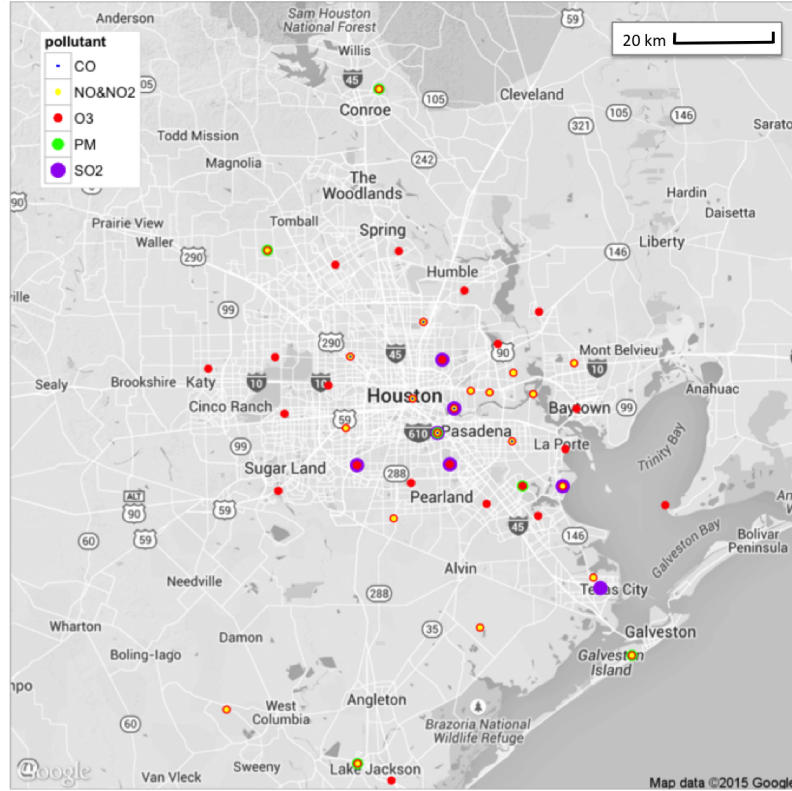 Anderson
Sam Houston
National Forest
59
20 km
pollutant
CO
NO&NO2
O3
PM
SO2
Willis
45
05
Conroe
105
Cleveland
105
146
321
Sarato
Todd Mission
Magnolia
242
The
Woodlands
Hardin
90
Daisetta
Prairie View
Tomball
Spring
Waller
290
146
Liberty
Humble
ville
99
290
45
90
Mont Belvieu
10
Sealy
Brookshire
Katy
10
10
Houston
Anahuac
Cinco Ranch
59
Baytown
99
610
Pasadena
99
La Porte
Trinity Bay
Sugar Land
288
ALT
90
59
Pearland
45
59
60
146
Galveston Bay
Bolivar
Peninsula
Alvin
Needville
288
Texas City
Wharton
Damon
35
Galveston
Boling-Iago
Galveston
Island
mpo
60
West
Columbia
Angleton
Brazoria National
Wildlife Refuge
Google
Van Vleck
Sweeny
Lake Jackson
Map data ©2015 Google